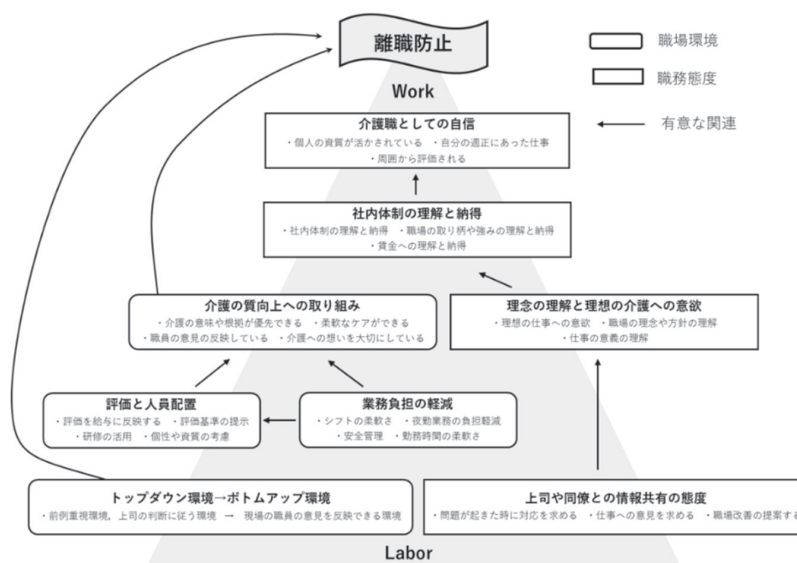 離職防止
職場環境
職務態度
有意な関連
Work
介護職としての自信
・個人の資質が活かされている ・自分の適正にあった仕事
・周囲から評価される
社内体制の理解と納得
・社内体制の理解と納得 ・職場の取り柄や強みの理解と納得
・賃金への理解と納得
介護の質向上への取り組み
・介護の意味や根拠が優先できる ・柔軟なケアができる
・職員の意見の反映している ・介護への想いを大切にしている
理念の理解と理想の介護への意欲
・理想の仕事への意欲 ・職場の理念や方針の理解
・仕事の意義の理解
評価と人員配置
・評価を給与に反映する ・評価基準の提示
・研修の活用 ・個性や資質の考慮
業務負担の軽減
・シフトの柔軟さ ・夜勤業務の負担軽減
・安全管理 ・勤務時間の柔軟さ
トップダウン環境→ボトムアップ環境
・前例重視環境，上司の判断に従う環境 → 現場の職員の意見を反映できる環境
上司や同僚との情報共有の態度
・問題が起きた時に対応を求める ・仕事への意見を求める ・職場改善の提案する
Labor